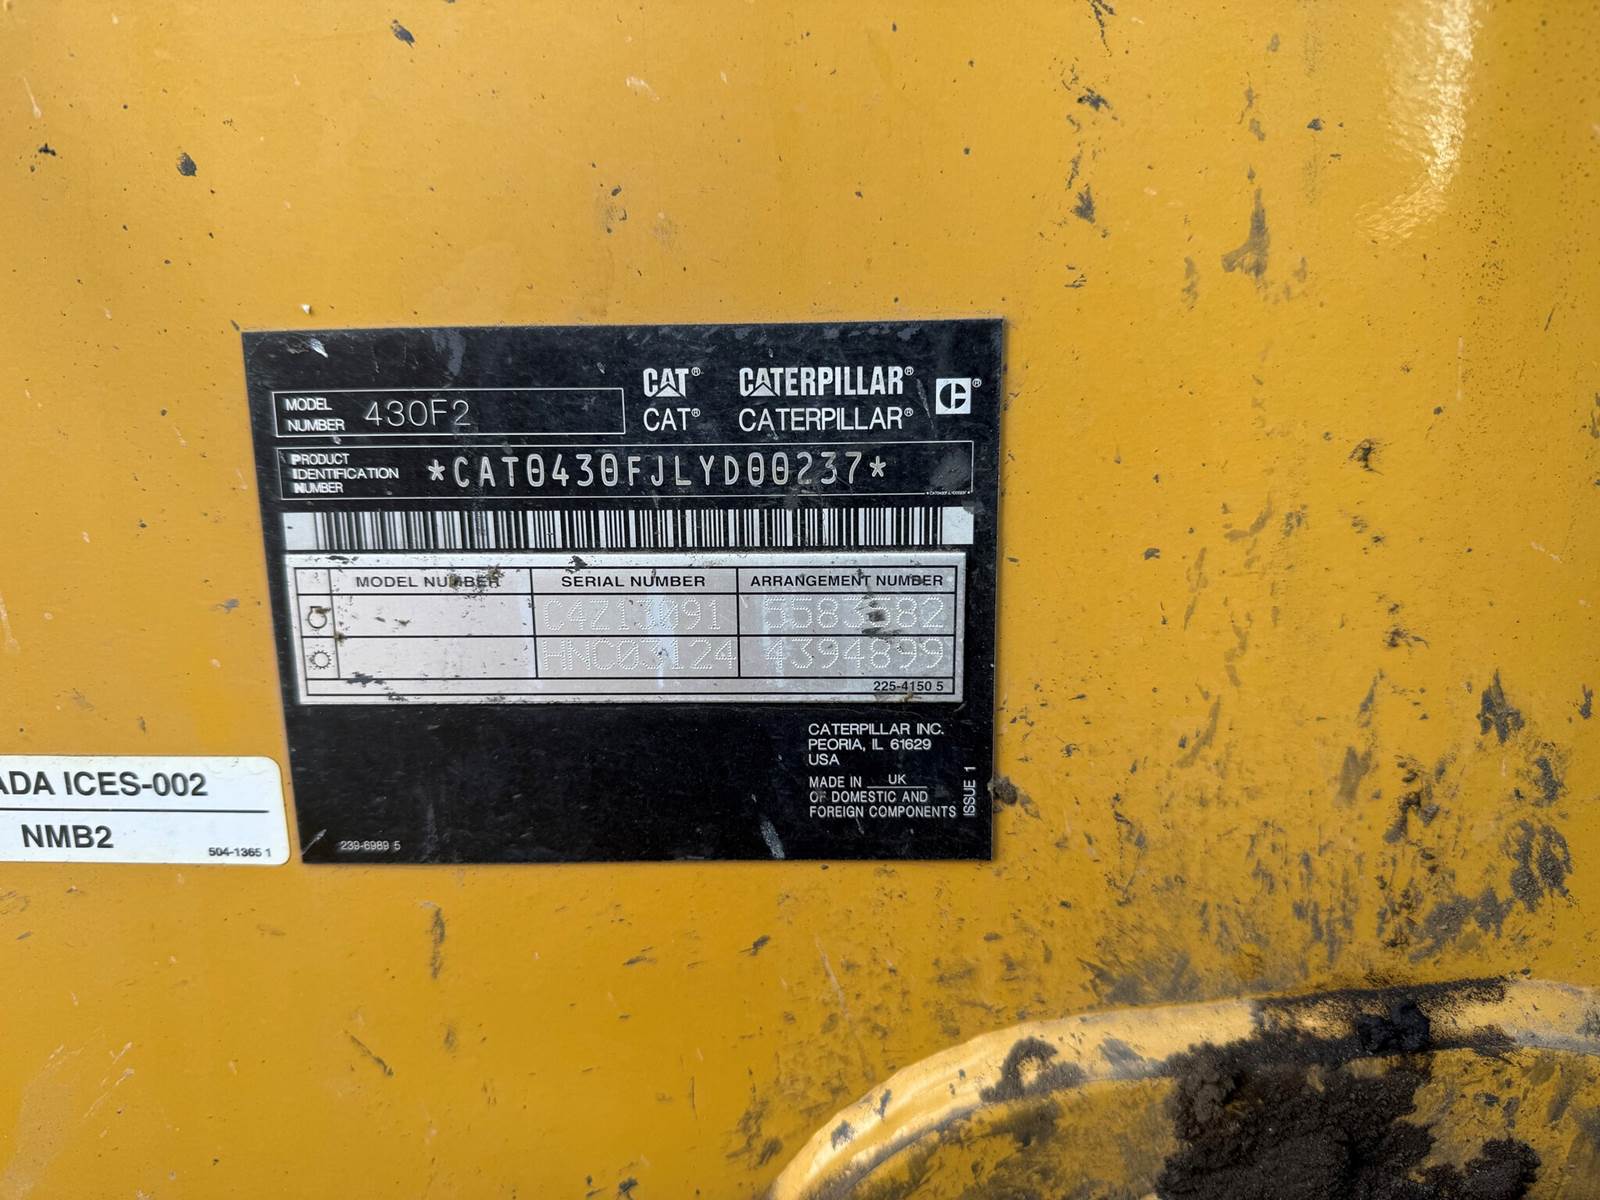 CAT® CATERPILLAR® ®
MODEL NUMBER 430F2
CAT® CATERPILLAR®
PRODUCT IDENTIFICATION NUMBER *CAT0430FJLYD00237*
MODEL NUMBER SERIAL NUMBER ARRANGEMENT NUMBER
C4Z13091 5583582
HNC03124 4394899
225-4150 5
CATERPILLAR INC.
PEORIA, IL 61629
USA
MADE IN UK
OF DOMESTIC AND
FOREIGN COMPONENTS
ISSUE 1
239-6989 5
ADA ICES-002
NMB2
504-1365 1